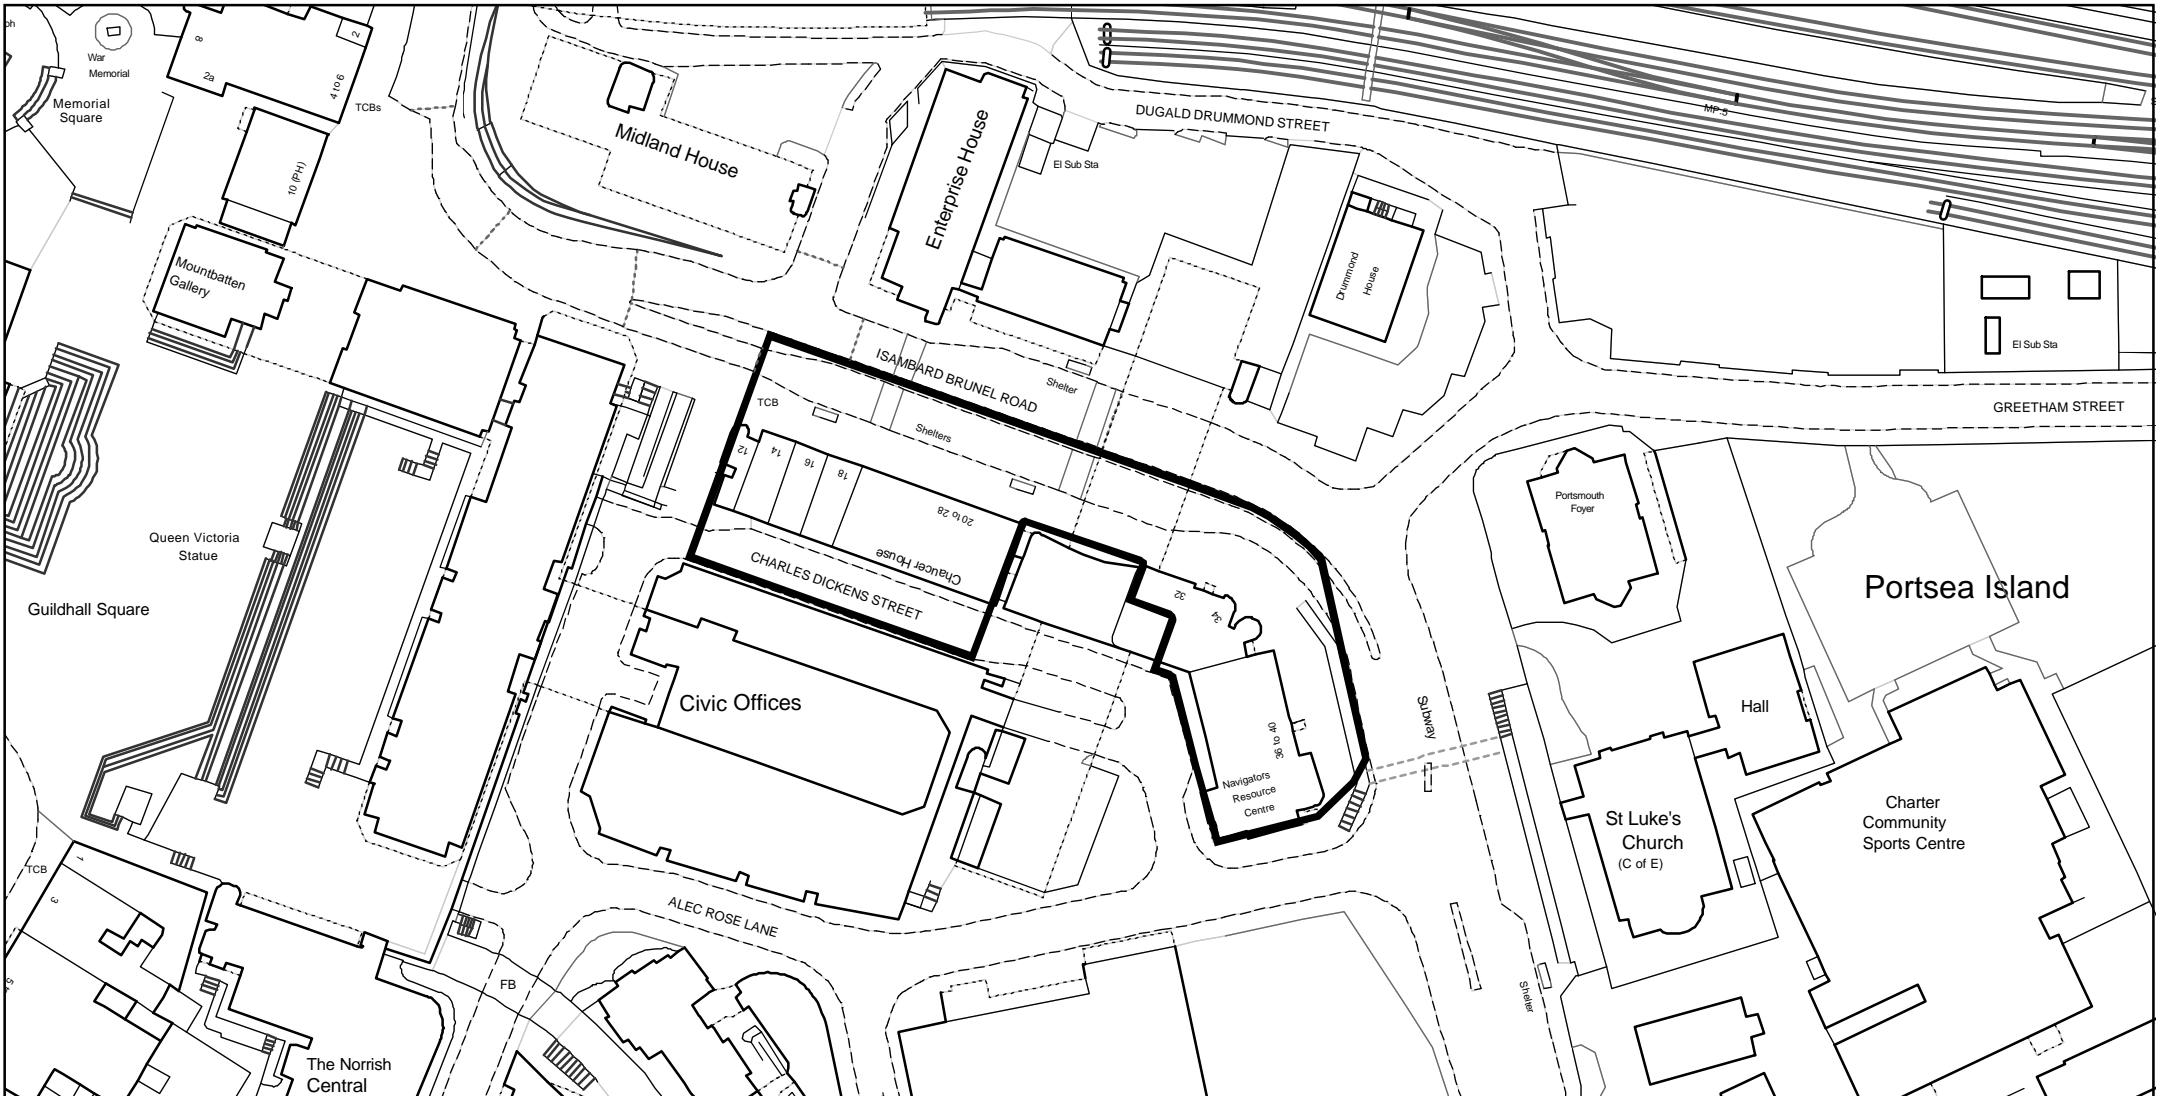 War
Memorial
Memorial
Square
8
2a
2
4 to 6
TCBs
10 (PH)
Mountbatten
Gallery
Midland House
Enterprise House
El Sub Sta
DUGALD DRUMMOND STREET
MP.5
Drummond
House
El Sub Sta
GREETHAM STREET
ISAMBARD BRUNEL ROAD
Shelter
TCB
Shelters
12
14
16
18
20 to 28
Chaucer House
CHARLES DICKENS STREET
32
34
36 to 40
Navigators
Resource
Centre
Queen Victoria
Statue
Guildhall Square
Civic Offices
Portsmouth
Foyer
Portsea Island
Hall
Subway
St Luke's
Church
(C of E)
Charter
Community
Sports Centre
TCB
1
3
ALEC ROSE LANE
FB
Shelter
The Norrish
Central